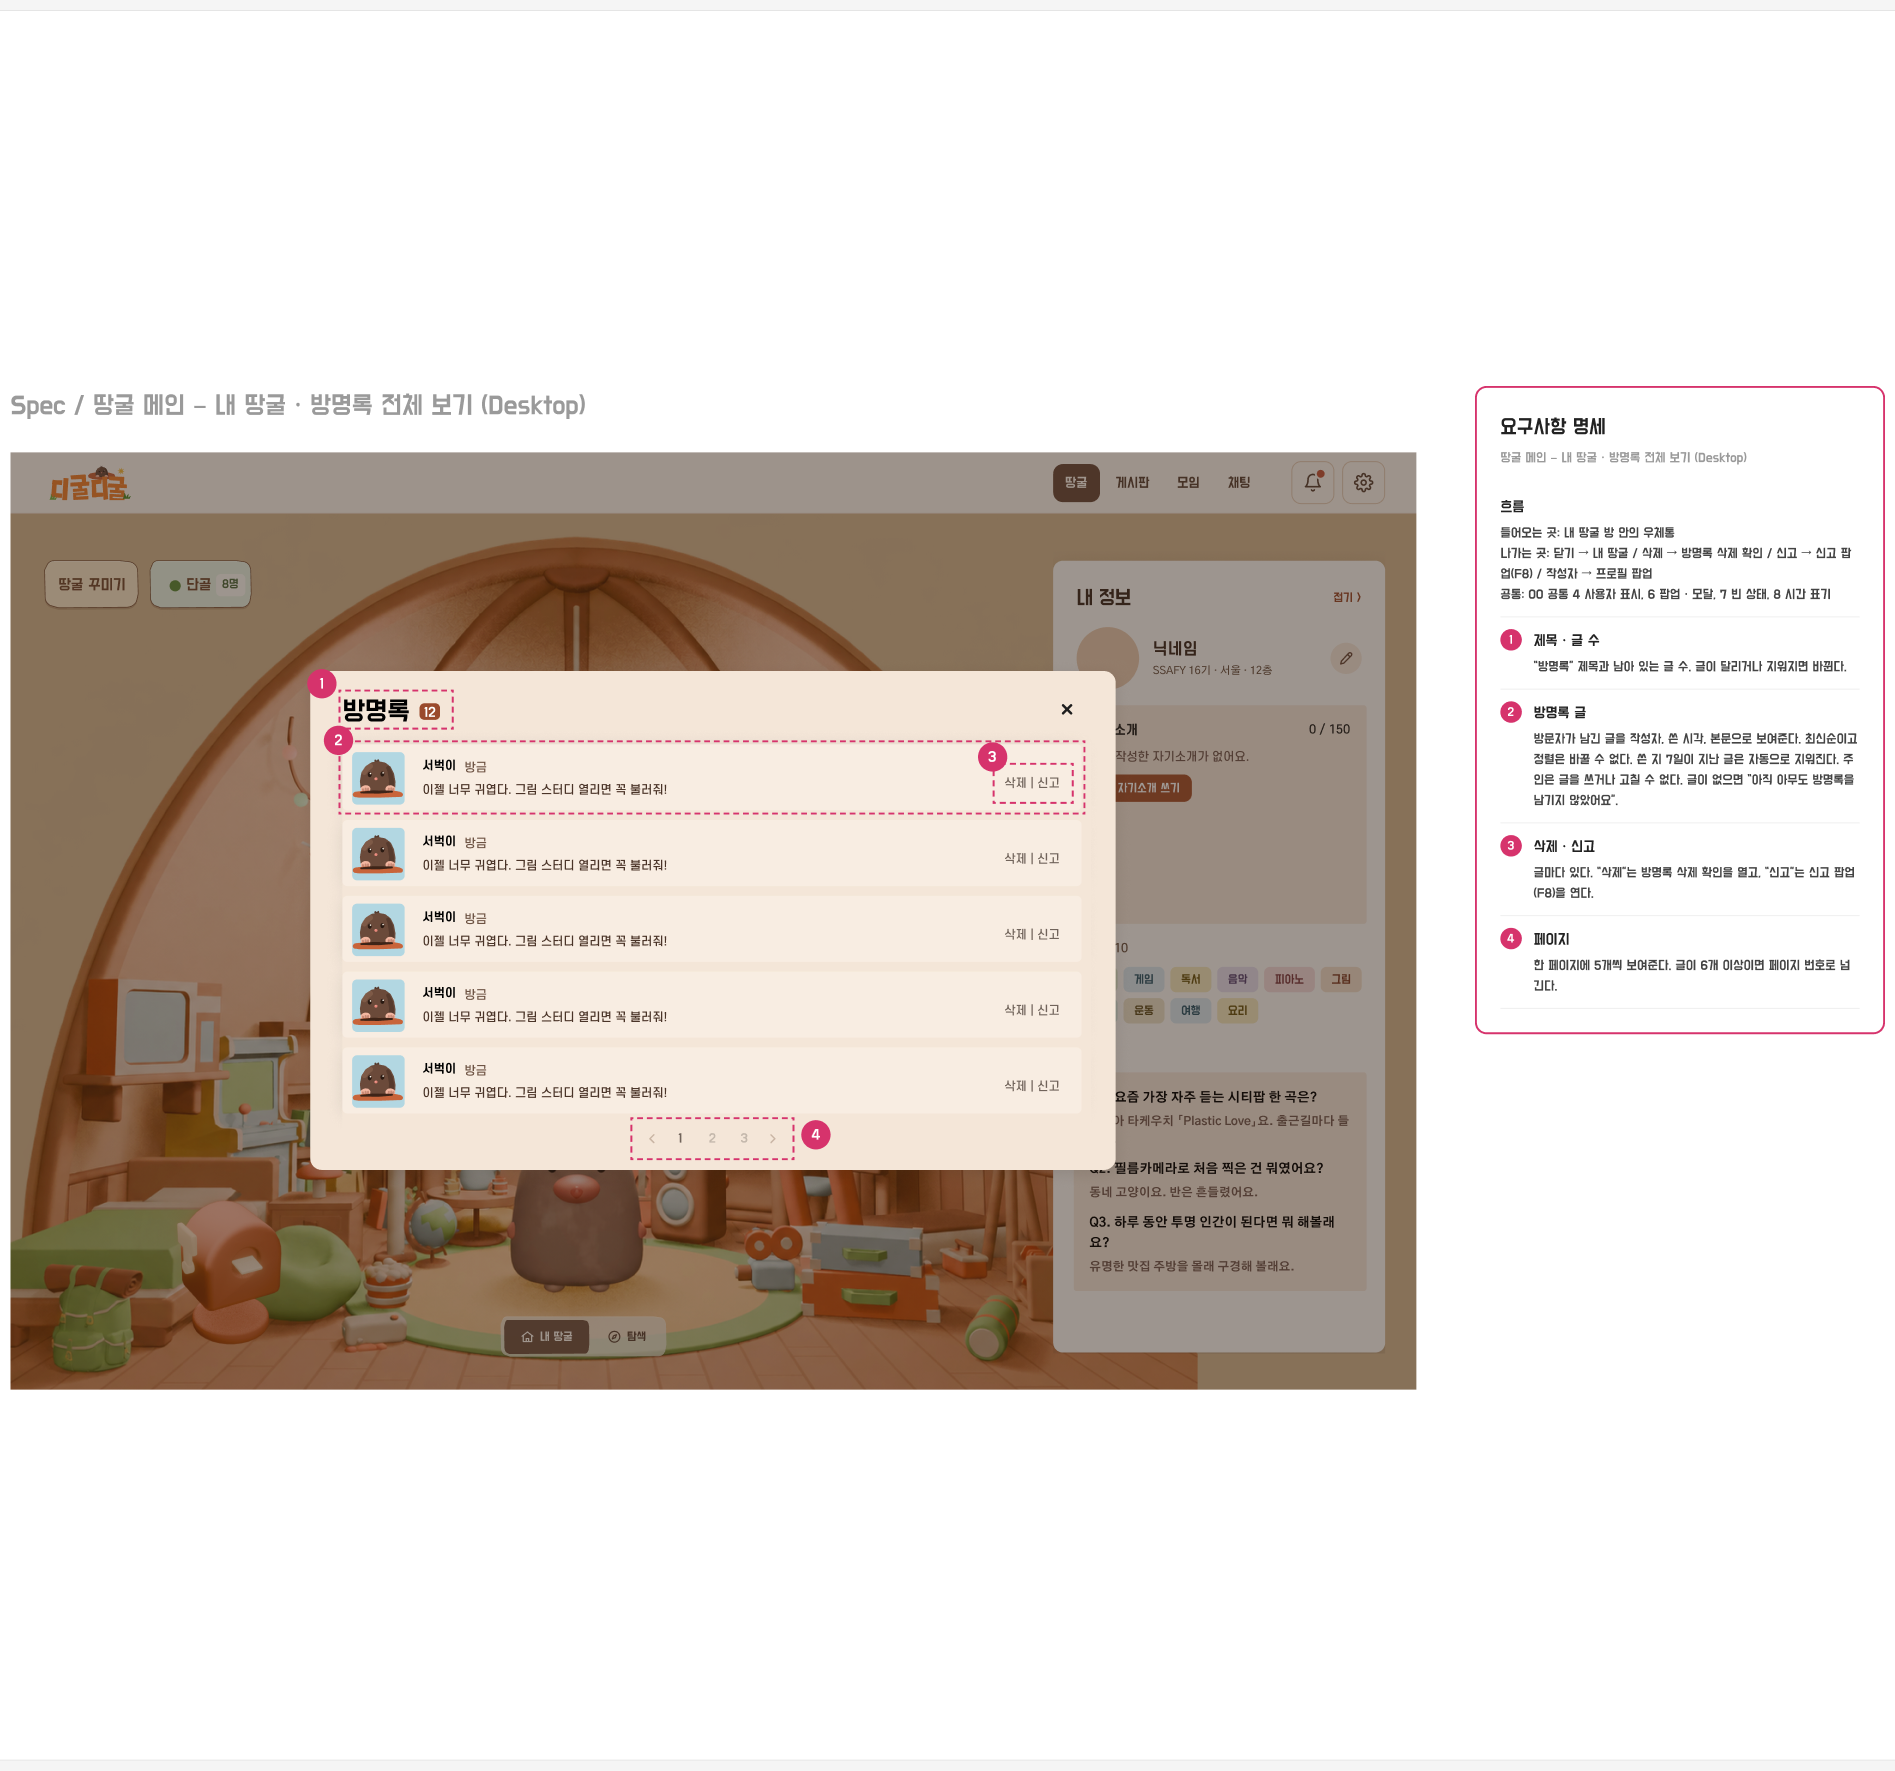 Spec / 땅굴 메인 – 내 땅굴 · 방명록 전체 보기 (Desktop)
디굴디굴
땅굴
게시판
모임
채팅
땅굴 꾸미기
단골 8명
내 정보
접기 >
닉네임
SSAFY 16기 · 서울 · 12층
소개
0 / 150
작성한 자기소개가 없어요.
자기소개 쓰기
10
게임
독서
음악
피아노
그림
운동
여행
요리
요즘 가장 자주 듣는 시티팝 한 곡은?
아 타케우치 「Plastic Love」요. 출근길마다 들
Q2. 필름카메라로 처음 찍은 건 뭐였어요?
동네 고양이요. 반은 흔들렸어요.
Q3. 하루 동안 투명 인간이 된다면 뭐 해볼래
요?
유명한 맛집 주방을 몰래 구경해 볼래요.
1
방명록 12
2
3
서벅이 방금
이젤 너무 귀엽다. 그림 스터디 열리면 꼭 불러줘!
삭제 | 신고
서벅이 방금
이젤 너무 귀엽다. 그림 스터디 열리면 꼭 불러줘!
삭제 | 신고
서벅이 방금
이젤 너무 귀엽다. 그림 스터디 열리면 꼭 불러줘!
삭제 | 신고
서벅이 방금
이젤 너무 귀엽다. 그림 스터디 열리면 꼭 불러줘!
삭제 | 신고
서벅이 방금
이젤 너무 귀엽다. 그림 스터디 열리면 꼭 불러줘!
삭제 | 신고
< 1 2 3 >
4
내 땅굴
탐색
요구사항 명세
땅굴 메인 – 내 땅굴 · 방명록 전체 보기 (Desktop)
흐름
들어오는 곳: 내 땅굴 방 안의 우체통
나가는 곳: 닫기 → 내 땅굴 / 삭제 → 방명록 삭제 확인 / 신고 → 신고 팝
업(F8) / 작성자 → 프로필 팝업
공통: 00 공통 4 사용자 표시, 6 팝업 · 모달, 7 빈 상태, 8 시간 표기
1 제목 · 글 수
"방명록" 제목과 남아 있는 글 수. 글이 달리거나 지워지면 바뀐다.
2 방명록 글
방문자가 남긴 글을 작성자, 쓴 시각, 본문으로 보여준다. 최신순이고
정렬은 바꿀 수 없다. 쓴 지 7일이 지난 글은 자동으로 지워진다. 주
인은 글을 쓰거나 고칠 수 없다. 글이 없으면 "아직 아무도 방명록을
남기지 않았어요".
3 삭제 · 신고
글마다 있다. "삭제"는 방명록 삭제 확인을 열고, "신고"는 신고 팝업
(F8)을 연다.
4 페이지
한 페이지에 5개씩 보여준다. 글이 6개 이상이면 페이지 번호로 넘
긴다.